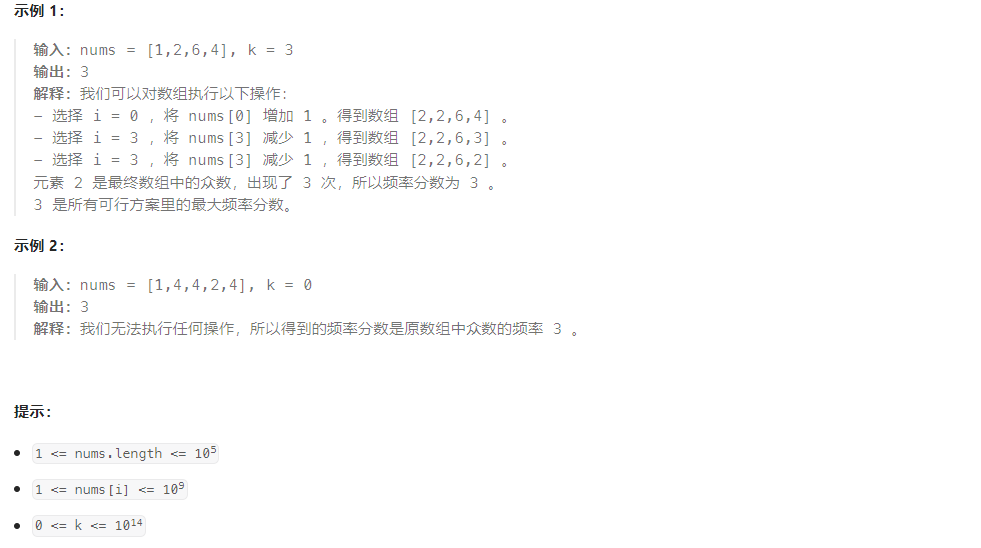 示例 1：
输入：nums = [1,2,6,4], k = 3
输出：3
解释：我们可以对数组执行以下操作：
- 选择 i = 0 ，将 nums[0] 增加 1 。得到数组 [2,2,6,4] 。
- 选择 i = 3 ，将 nums[3] 减少 1 ，得到数组 [2,2,6,3] 。
- 选择 i = 3 ，将 nums[3] 减少 1 ，得到数组 [2,2,6,2] 。
元素 2 是最终数组中的众数，出现了 3 次，所以频率分数为 3 。
3 是所有可行方案里的最大频率分数。
示例 2：
输入：nums = [1,4,4,2,4], k = 0
输出：3
解释：我们无法执行任何操作，所以得到的频率分数是原数组中众数的频率 3 。
提示：
• 1 <= nums.length <= 10⁵
• 1 <= nums[i] <= 10⁹
• 0 <= k <= 10¹⁴